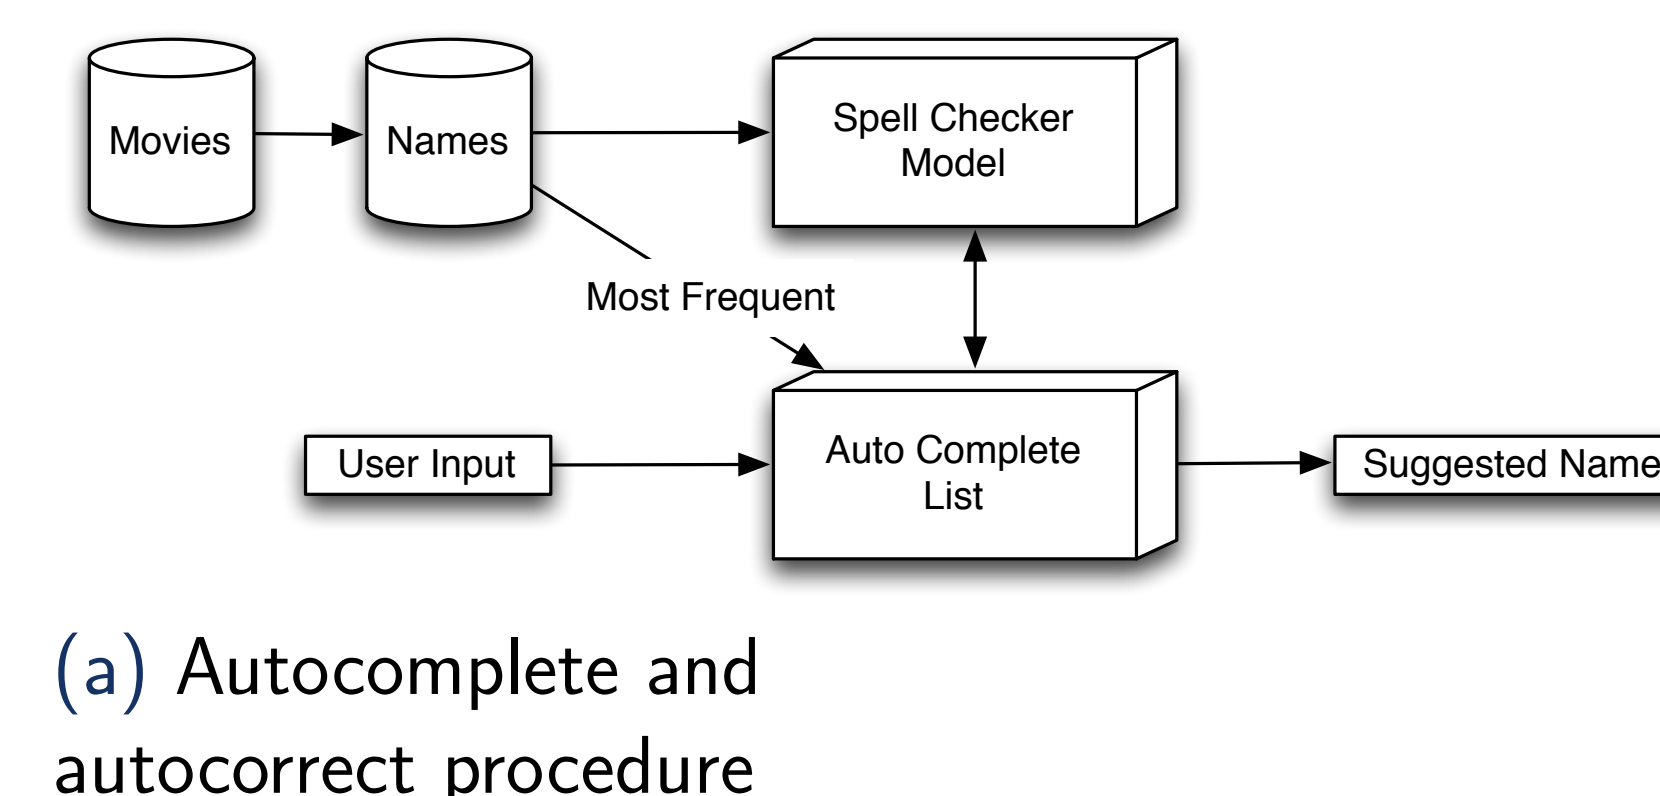 Movies
Names
Spell Checker
Model
Most Frequent
User Input
Auto Complete
List
Suggested Name
(a) Autocomplete and
autocorrect procedure